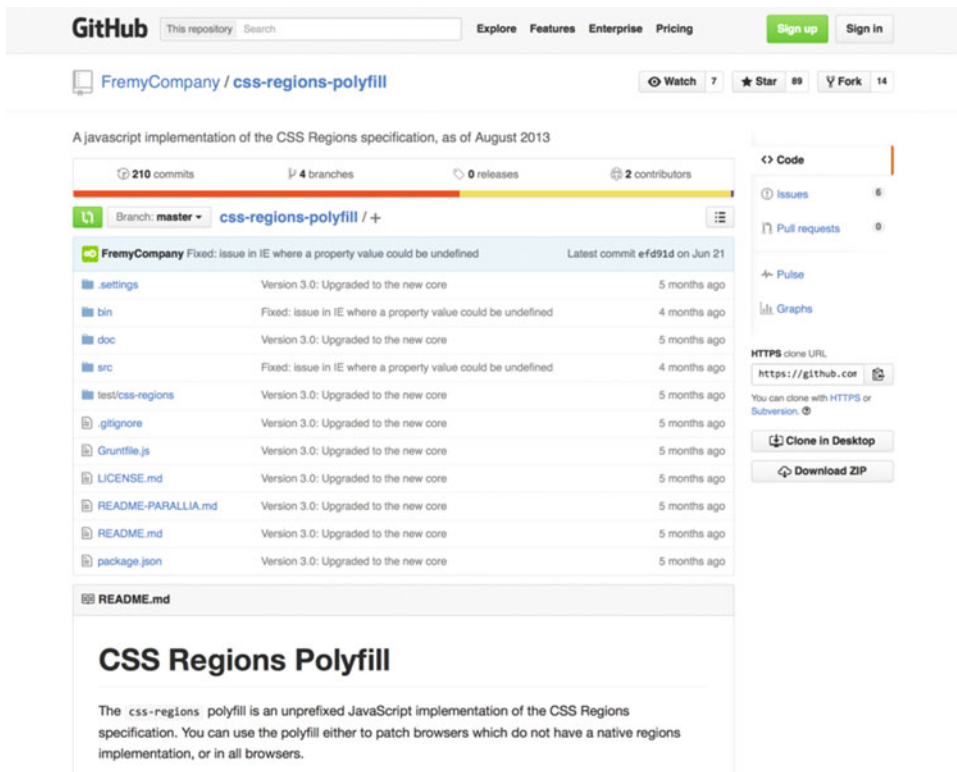 GitHub This repository Search Explore Features Enterprise Pricing Sign up Sign in
FremyCompany / css-regions-polyfill Watch 7 Star 89 Fork 14
A javascript implementation of the CSS Regions specification, as of August 2013
210 commits 4 branches 0 releases 2 contributors
Branch: master css-regions-polyfill / +
FremyCompany Fixed: issue in IE where a property value could be undefined Latest commit efd91d on Jun 21
.settings Version 3.0: Upgraded to the new core 5 months ago
bin Fixed: issue in IE where a property value could be undefined 4 months ago
doc Version 3.0: Upgraded to the new core 5 months ago
src Fixed: issue in IE where a property value could be undefined 4 months ago
test/css-regions Version 3.0: Upgraded to the new core 5 months ago
.gitignore Version 3.0: Upgraded to the new core 5 months ago
Gruntfile.js Version 3.0: Upgraded to the new core 5 months ago
LICENSE.md Version 3.0: Upgraded to the new core 5 months ago
README-PARALLIA.md Version 3.0: Upgraded to the new core 5 months ago
README.md Version 3.0: Upgraded to the new core 5 months ago
package.json Version 3.0: Upgraded to the new core 5 months ago
README.md
CSS Regions Polyfill
The css-regions polyfill is an unprefixed JavaScript implementation of the CSS Regions
specification. You can use the polyfill either to patch browsers which do not have a native regions
implementation, or in all browsers.
Code
Issues 6
Pull requests 0
Pulse
Graphs
HTTPS clone URL
https://github.com
You can clone with HTTPS or
Subversion.
Clone in Desktop
Download ZIP